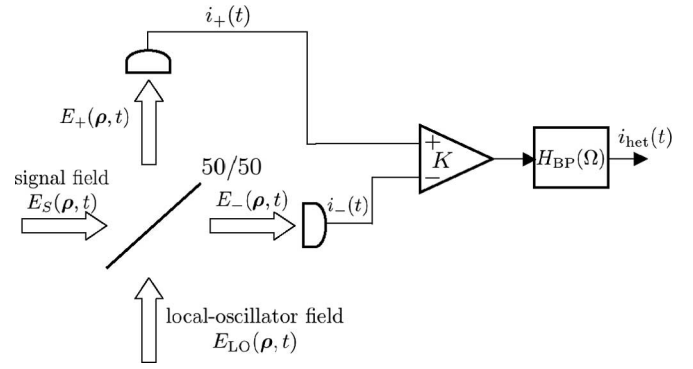 i₊(t)
E₊(ρ, t)
+
K
−
H_BP(Ω)
i_het(t)
50/50
signal field
E_S(ρ, t)
E₋(ρ, t)
i₋(t)
local-oscillator field
E_LO(ρ, t)